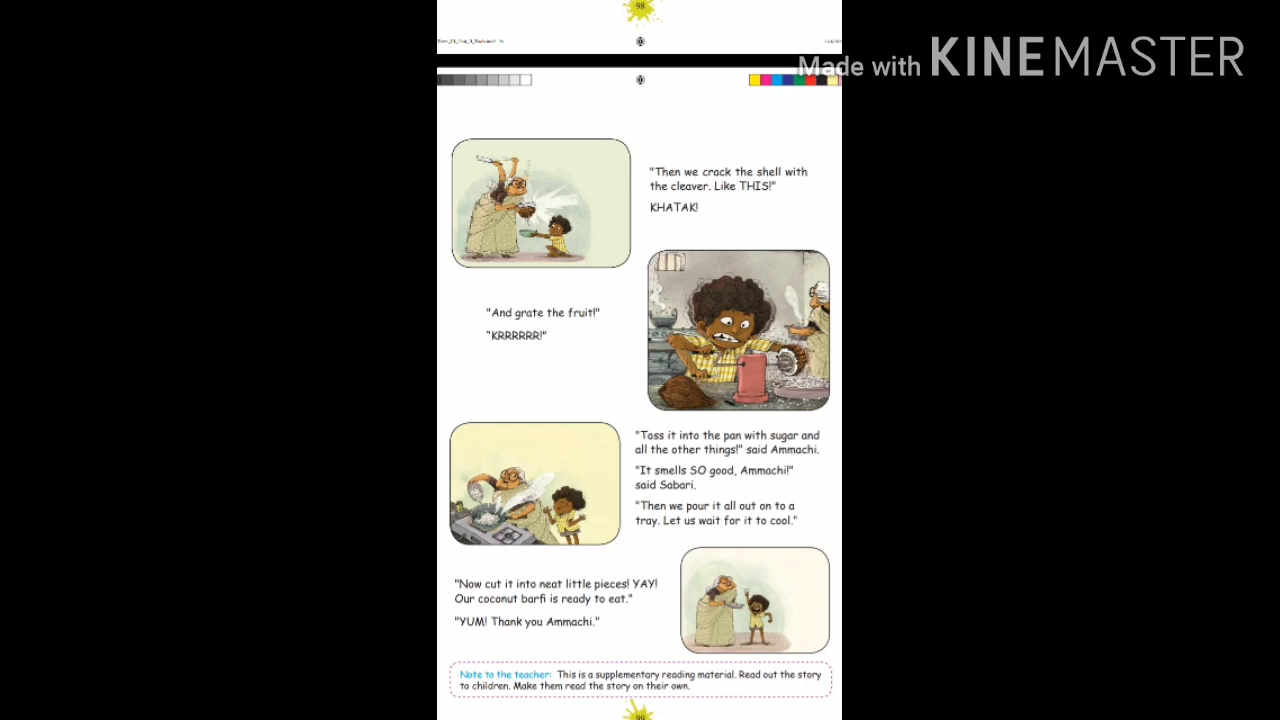 98
Made with KINEMASTER
"Then we crack the shell with
the cleaver. Like THIS!"
KHATAK!
"And grate the fruit!"
"KRRRRRR!"
"Toss it into the pan with sugar and
all the other things!" said Ammachi.
"It smells SO good, Ammachi!"
said Sabari.
"Then we pour it all out on to a
tray. Let us wait for it to cool."
"Now cut it into neat little pieces! YAY!
Our coconut barfi is ready to eat."
"YUM! Thank you Ammachi."
Note to the teacher: This is a supplementary reading material. Read out the story
to children. Make them read the story on their own.
99